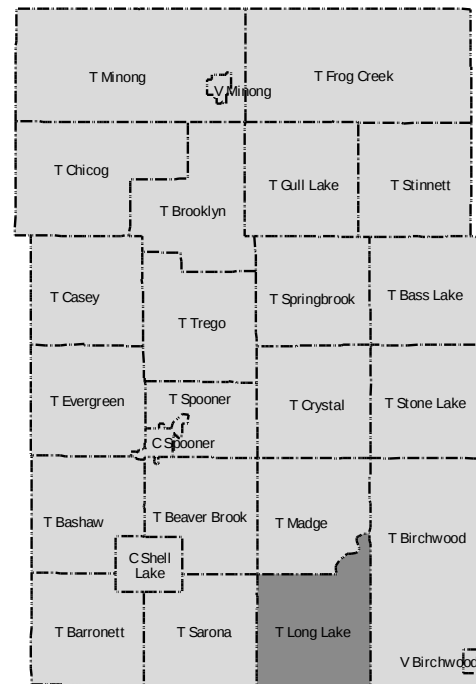 T Minong
T Frog Creek
V Minong
T Chicog
T Gull Lake
T Stinnett
T Brooklyn
T Casey
T Springbrook
T Bass Lake
T Trego
T Evergreen
T Spooner
T Crystal
T Stone Lake
C Spooner
T Bashaw
T Beaver Brook
T Madge
T Birchwood
C Shell
Lake
T Barronett
T Sarona
T Long Lake
V Birchwood